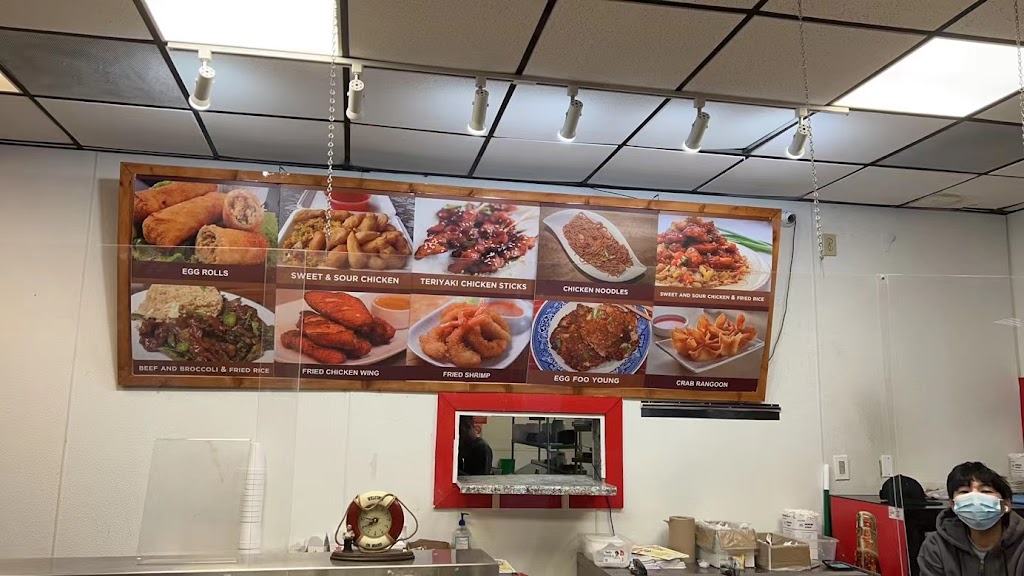 EGG ROLLS
SWEET & SOUR CHICKEN
TERIYAKI CHICKEN STICKS
CHICKEN NOODLES
SWEET AND SOUR CHICKEN & FRIED RICE
BEEF AND BROCCOLI & FRIED RICE
FRIED CHICKEN WING
FRIED SHRIMP
EGG FOO YOUNG
CRAB RANGOON